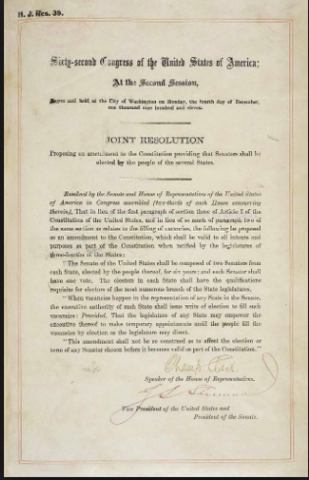 H. J. Res. 39.
Sixty-second Congress of the United States of America;
At the Second Session,
Begun and held at the City of Washington on Monday, the fourth day of December,
one thousand nine hundred and eleven.
JOINT RESOLUTION
Proposing an amendment to the Constitution providing that Senators shall be
elected by the people of the several States.
Resolved by the Senate and House of Representatives of the United States
of America in Congress assembled (two-thirds of each House concurring
therein), That in lieu of the first paragraph of section three of Article I of the
Constitution of the United States, and in lieu of so much of paragraph two of
the same section as relates to the filling of vacancies, the following be proposed
as an amendment to the Constitution, which shall be valid to all intents and
purposes as part of the Constitution when ratified by the legislatures of
three-fourths of the States:
"The Senate of the United States shall be composed of two Senators
from each State, elected by the people thereof, for six years; and each Senator shall
have one vote. The electors in each State shall have the qualifications
requisite for electors of the most numerous branch of the State legislatures.
"When vacancies happen in the representation of any State in the Senate,
the executive authority of such State shall issue writs of election to fill such
vacancies: Provided, That the legislature of any State may empower the
executive thereof to make temporary appointments until the people fill the
vacancies by election as the legislature may direct.
"This amendment shall not be so construed as to affect the election or
term of any Senator chosen before it becomes valid as part of the Constitution."
Champ Clark
Speaker of the House of Representatives.
J. S. Sherman
Vice President of the United States and
President of the Senate.